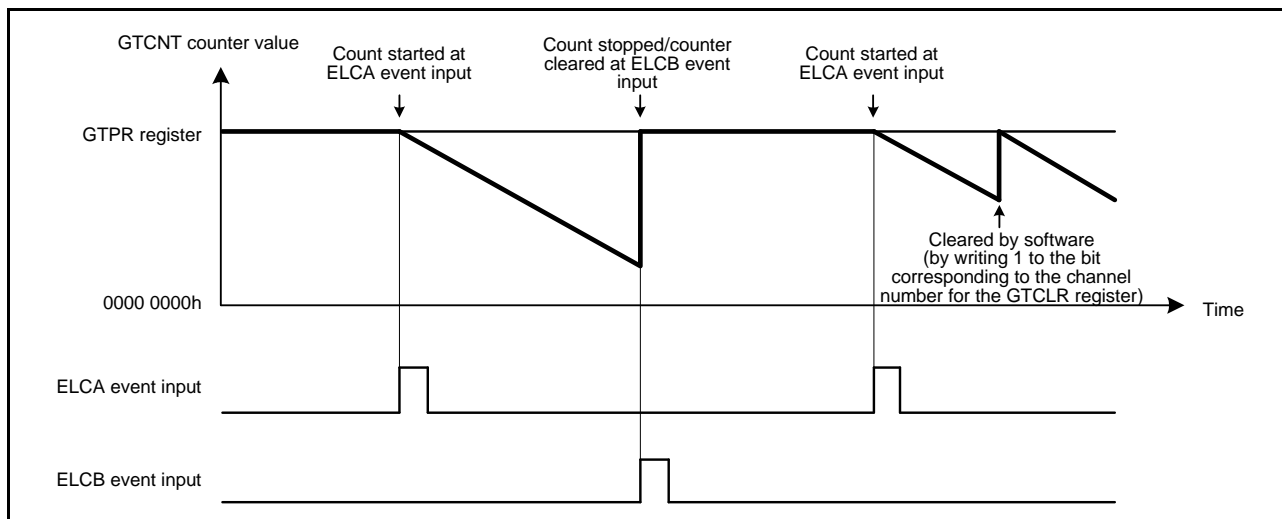 GTCNT counter value
Count started at
ELCA event input
Count stopped/counter
cleared at ELCB event
input
Count started at
ELCA event input
GTPR register
Cleared by software
(by writing 1 to the bit
corresponding to the channel
number for the GTCLR register)
0000 0000h
Time
ELCA event input
ELCB event input